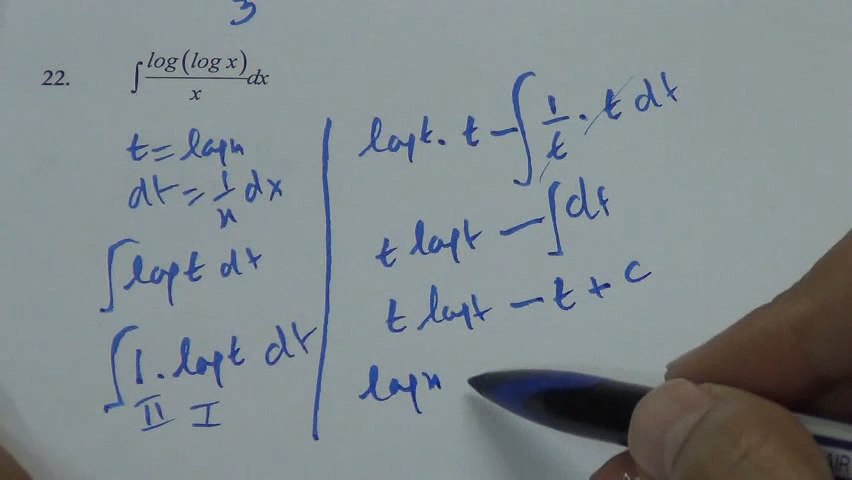 3
22. ∫ log(log x)/x dx
t = log x
dt = 1/x dx
∫ log t dt
∫ 1 . log t dt
II I
log t . t − ∫ 1/t . t dt
t log t − ∫ dt
t log t − t + c
log x